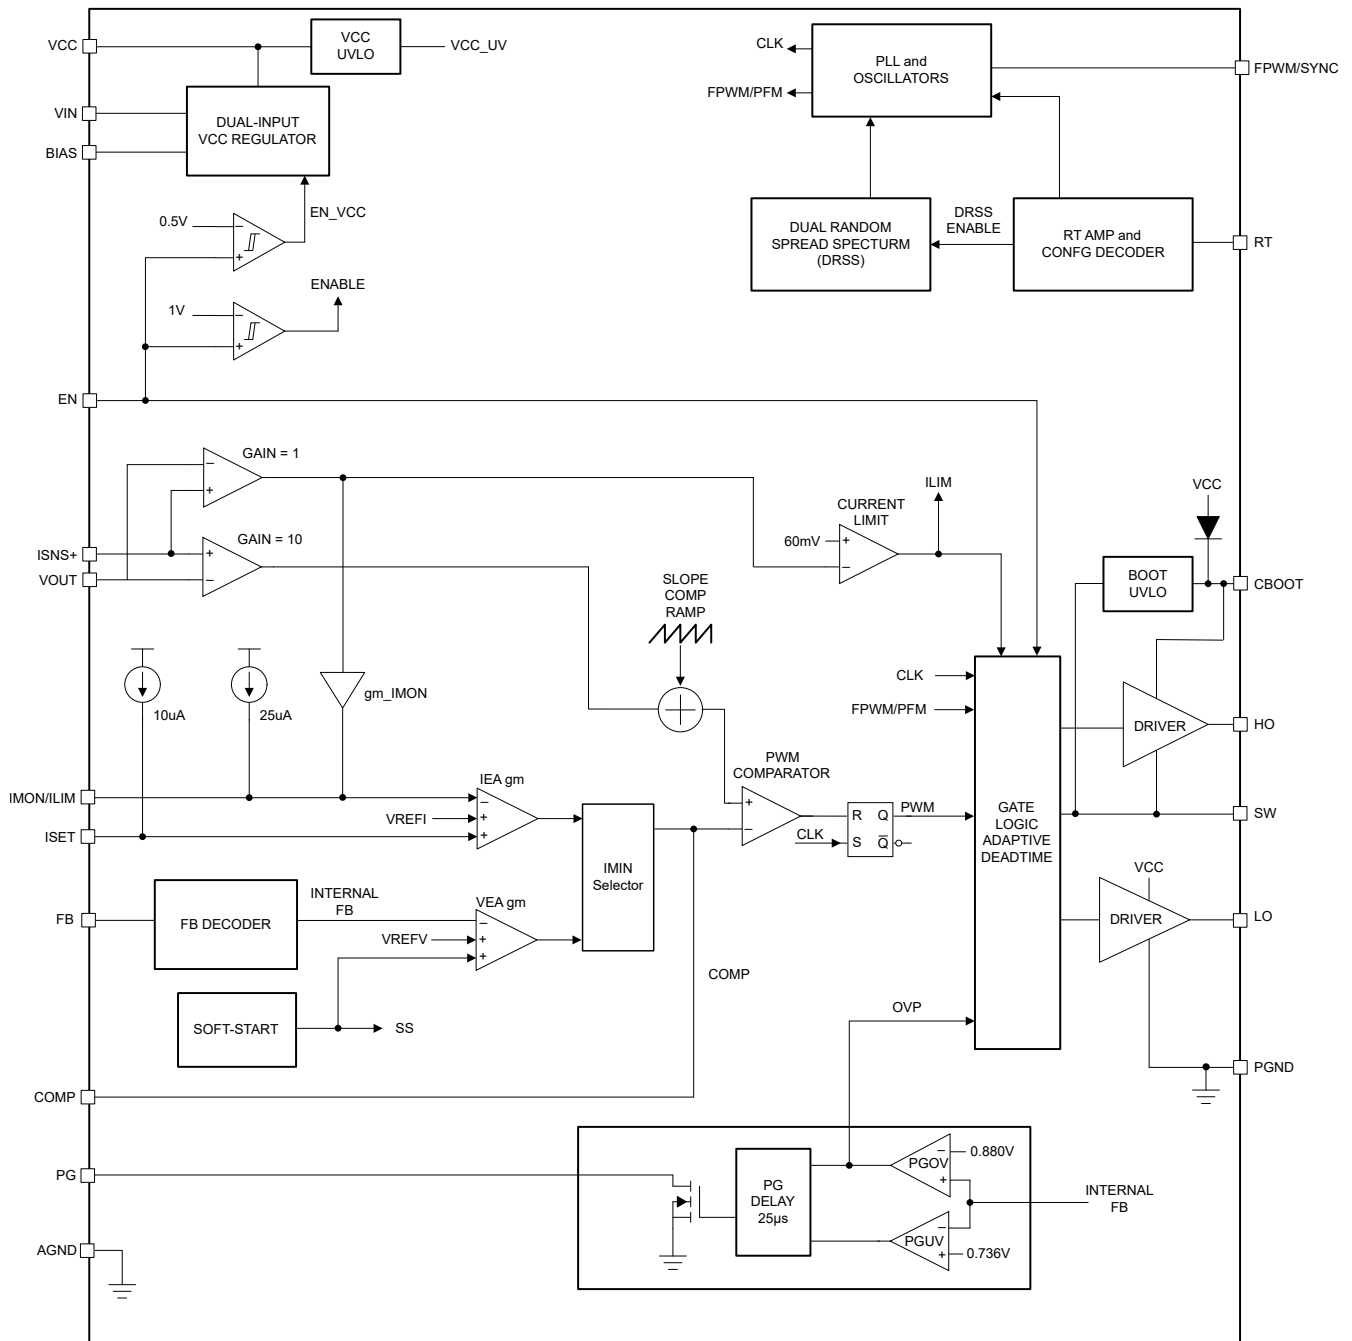 VCC
VCC
UVLO
VCC_UV
VIN
BIAS
DUAL-INPUT
VCC REGULATOR
EN_VCC
0.5V
−
+
ENABLE
1V
−
+
EN
CLK
FPWM/PFM
PLL and
OSCILLATORS
FPWM/SYNC
DUAL RANDOM
SPREAD SPECTURM
(DRSS)
DRSS
ENABLE
RT AMP and
CONFG DECODER
RT
GAIN = 1
−
+
GAIN = 10
+
−
ISNS+
VOUT
CURRENT
LIMIT
60mV
+
−
ILIM
VCC
BOOT
UVLO
CBOOT
SLOPE
COMP
RAMP
10uA
25uA
gm_IMON
CLK
FPWM/PFM
DRIVER
HO
IMON/ILIM
ISET
IEA gm
−
VREFI
+
+
IMIN
Selector
PWM
COMPARATOR
+
−
R Q
CLK
S Q
PWM
GATE
LOGIC
ADAPTIVE
DEADTIME
SW
VCC
DRIVER
LO
FB
FB DECODER
INTERNAL
FB
VEA gm
−
VREFV
+
+
SOFT-START
SS
COMP
COMP
OVP
PGND
PG
PG
DELAY
25µs
PGOV
−
+
0.880V
PGUV
−
+
0.736V
INTERNAL
FB
AGND